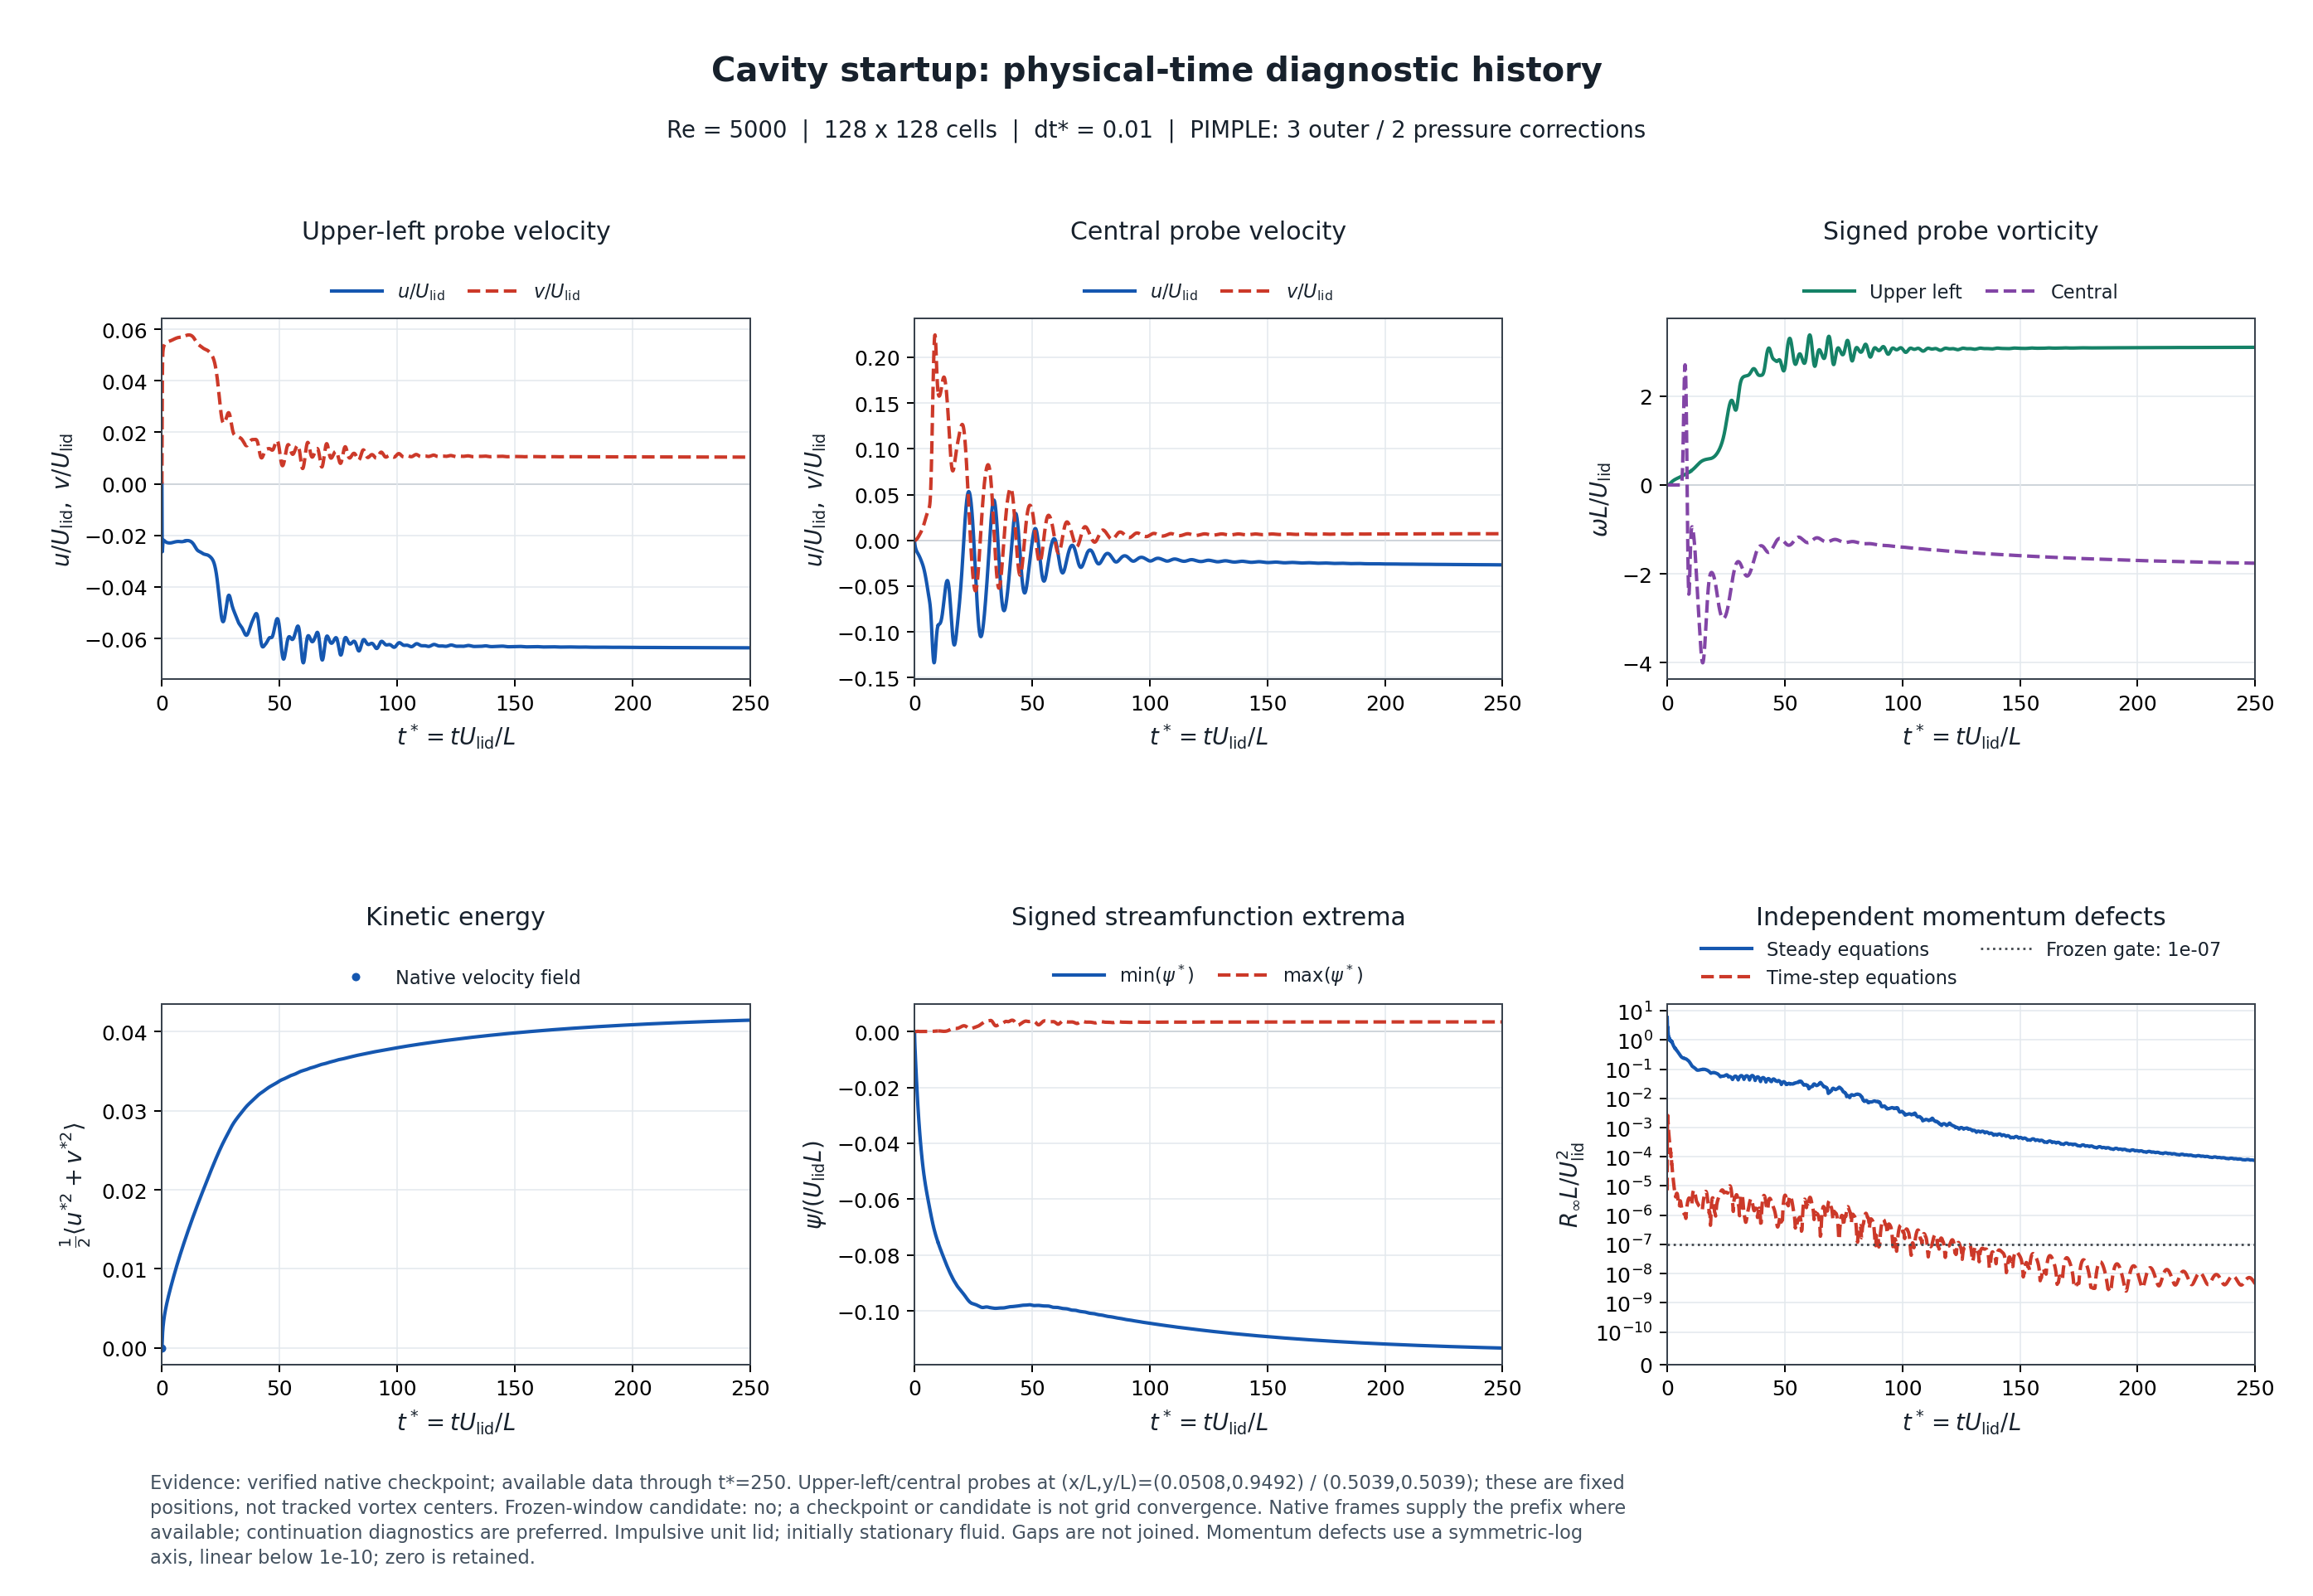 Cavity startup: physical-time diagnostic history
Re = 5000 | 128 x 128 cells | dt* = 0.01 | PIMPLE: 3 outer / 2 pressure corrections
Upper-left probe velocity
u/U_lid v/U_lid
0.06
0.04
0.02
0.00
−0.02
−0.04
−0.06
u/U_lid, v/U_lid
0 50 100 150 200 250
t* = tU_lid/L
Central probe velocity
u/U_lid v/U_lid
0.20
0.15
0.10
0.05
0.00
−0.05
−0.10
−0.15
u/U_lid, v/U_lid
0 50 100 150 200 250
t* = tU_lid/L
Signed probe vorticity
Upper left Central
2
0
−2
−4
ωL/U_lid
0 50 100 150 200 250
t* = tU_lid/L
Kinetic energy
Native velocity field
0.04
0.03
0.02
0.01
0.00
½⟨u*² + v*²⟩
0 50 100 150 200 250
t* = tU_lid/L
Signed streamfunction extrema
min(ψ*) max(ψ*)
0.00
−0.02
−0.04
−0.06
−0.08
−0.10
ψ/(U_lid L)
0 50 100 150 200 250
t* = tU_lid/L
Independent momentum defects
Steady equations Frozen gate: 1e-07
Time-step equations
10¹
10⁰
10⁻¹
10⁻²
10⁻³
10⁻⁴
10⁻⁵
10⁻⁶
10⁻⁷
10⁻⁸
10⁻⁹
10⁻¹⁰
0
R_∞L/U²_lid
0 50 100 150 200 250
t* = tU_lid/L
Evidence: verified native checkpoint; available data through t*=250. Upper-left/central probes at (x/L,y/L)=(0.0508,0.9492) / (0.5039,0.5039); these are fixed
positions, not tracked vortex centers. Frozen-window candidate: no; a checkpoint or candidate is not grid convergence. Native frames supply the prefix where
available; continuation diagnostics are preferred. Impulsive unit lid; initially stationary fluid. Gaps are not joined. Momentum defects use a symmetric-log
axis, linear below 1e-10; zero is retained.